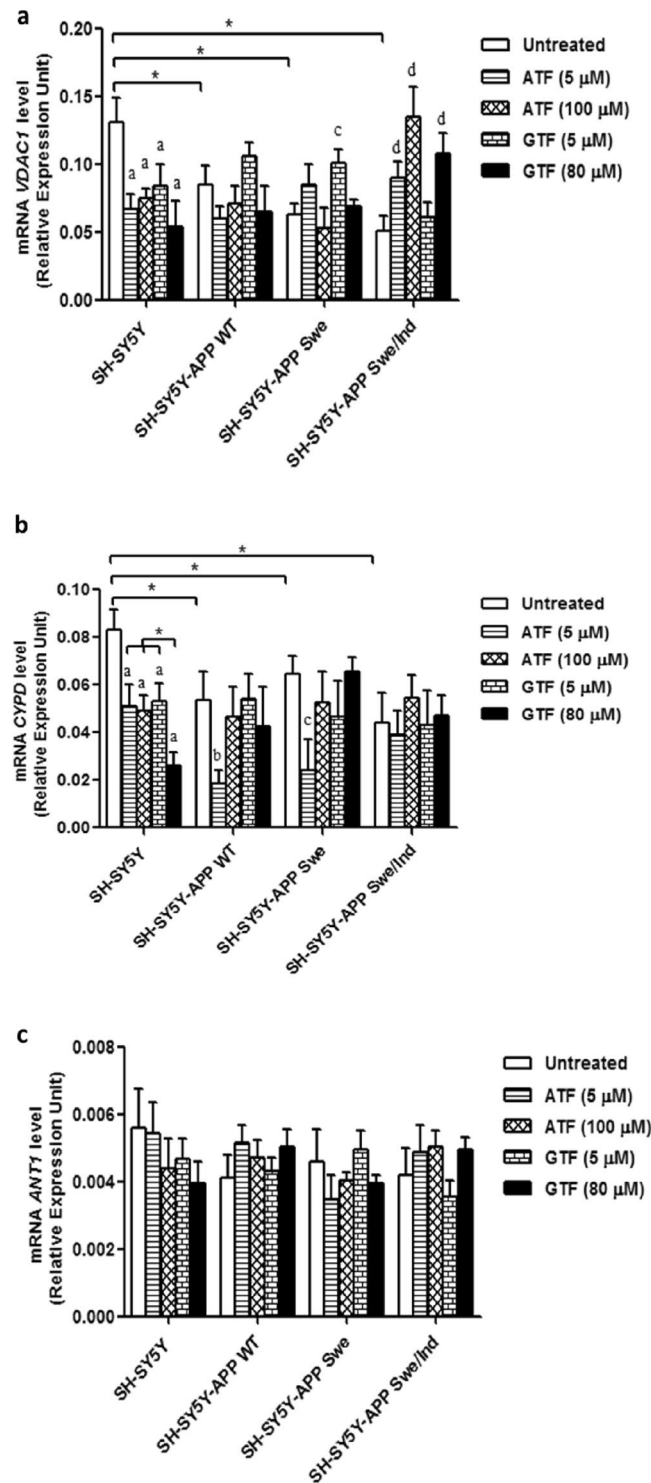 a
mRNA VDAC1 level
(Relative Expression Unit)
0.20
0.15
0.10
0.05
0.00
*
*
*
a a a a
c
d d d
SH-SY5Y
SH-SY5Y-APP WT
SH-SY5Y-APP Swe
SH-SY5Y-APP Swe/Ind
Untreated
ATF (5 µM)
ATF (100 µM)
GTF (5 µM)
GTF (80 µM)
b
mRNA CYPD level
(Relative Expression Unit)
0.10
0.08
0.06
0.04
0.02
0.00
*
*
*
*
a a a a
b
c
SH-SY5Y
SH-SY5Y-APP WT
SH-SY5Y-APP Swe
SH-SY5Y-APP Swe/Ind
Untreated
ATF (5 µM)
ATF (100 µM)
GTF (5 µM)
GTF (80 µM)
c
mRNA ANT1 level
(Relative Expression Unit)
0.008
0.006
0.004
0.002
0.000
SH-SY5Y
SH-SY5Y-APP WT
SH-SY5Y-APP Swe
SH-SY5Y-APP Swe/Ind
Untreated
ATF (5 µM)
ATF (100 µM)
GTF (5 µM)
GTF (80 µM)